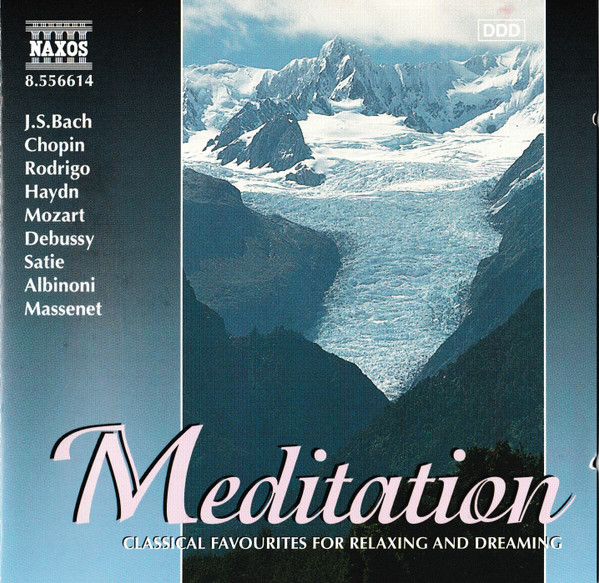 NAXOS
DDD
8.556614
J.S.Bach
Chopin
Rodrigo
Haydn
Mozart
Debussy
Satie
Albinoni
Massenet
Meditation
CLASSICAL FAVOURITES FOR RELAXING AND DREAMING